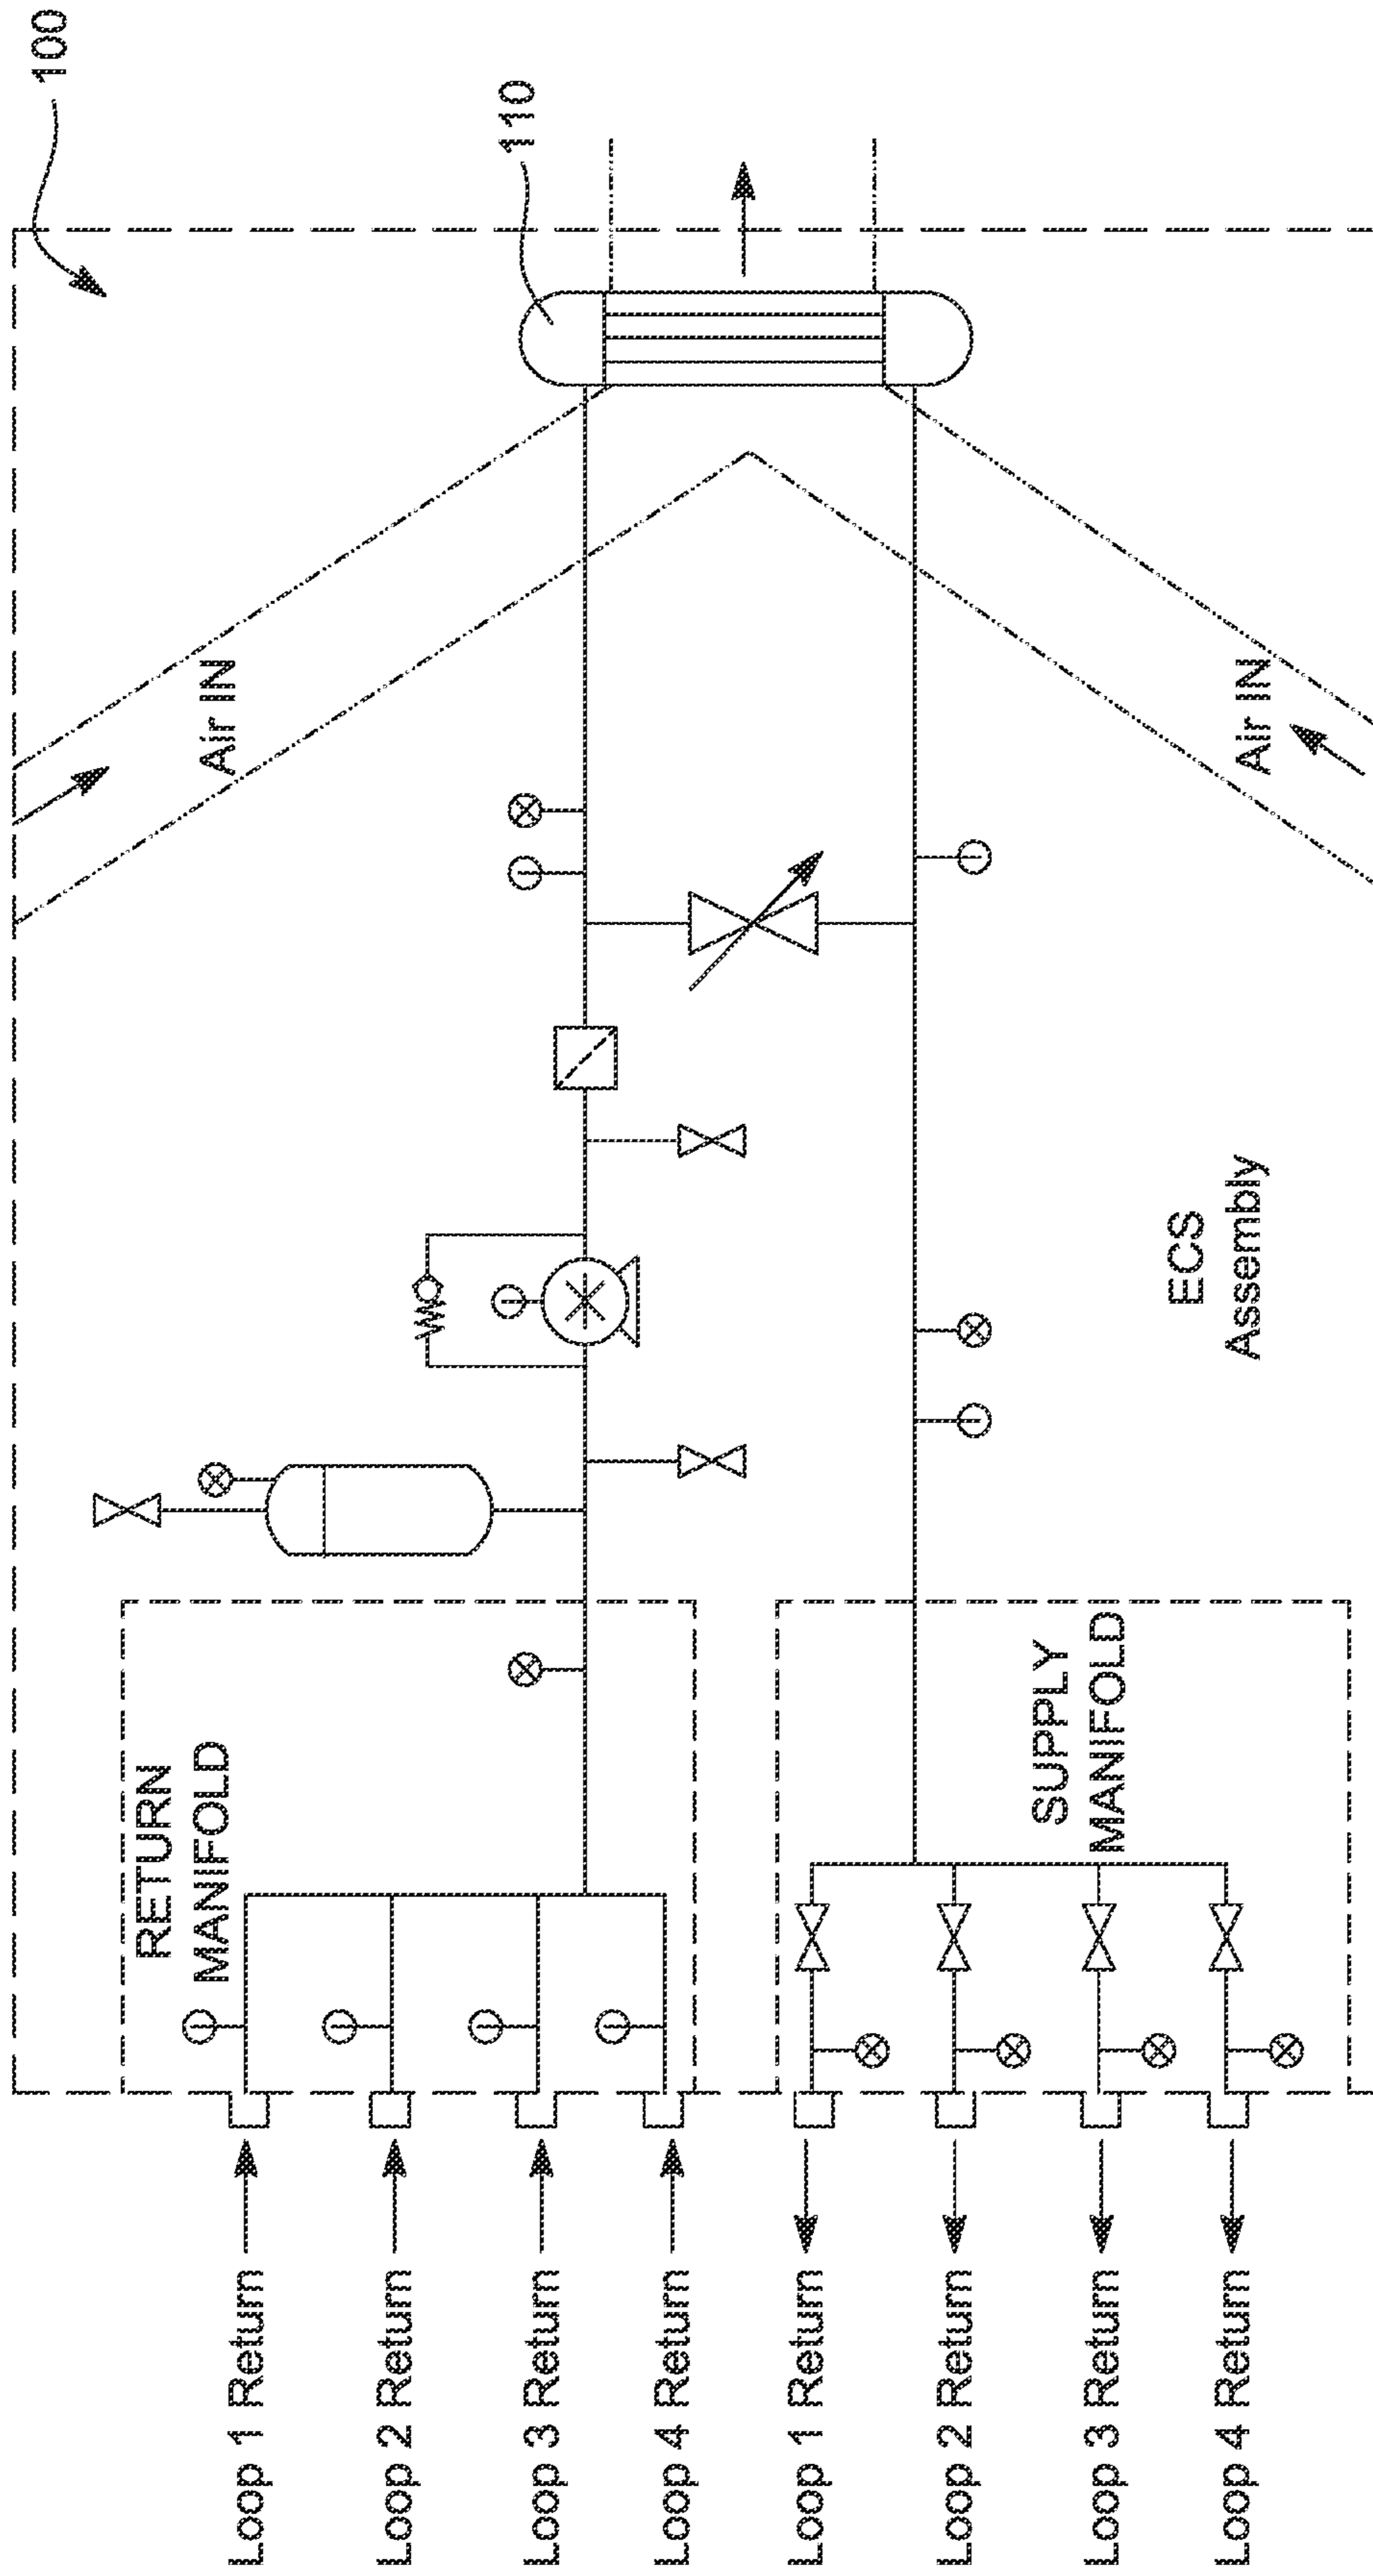 100
110
Air IN
Air IN
ECS
Assembly
RETURN
MANIFOLD
SUPPLY
MANIFOLD
Loop 1 Return
Loop 2 Return
Loop 3 Return
Loop 4 Return
Loop 1 Return
Loop 2 Return
Loop 3 Return
Loop 4 Return